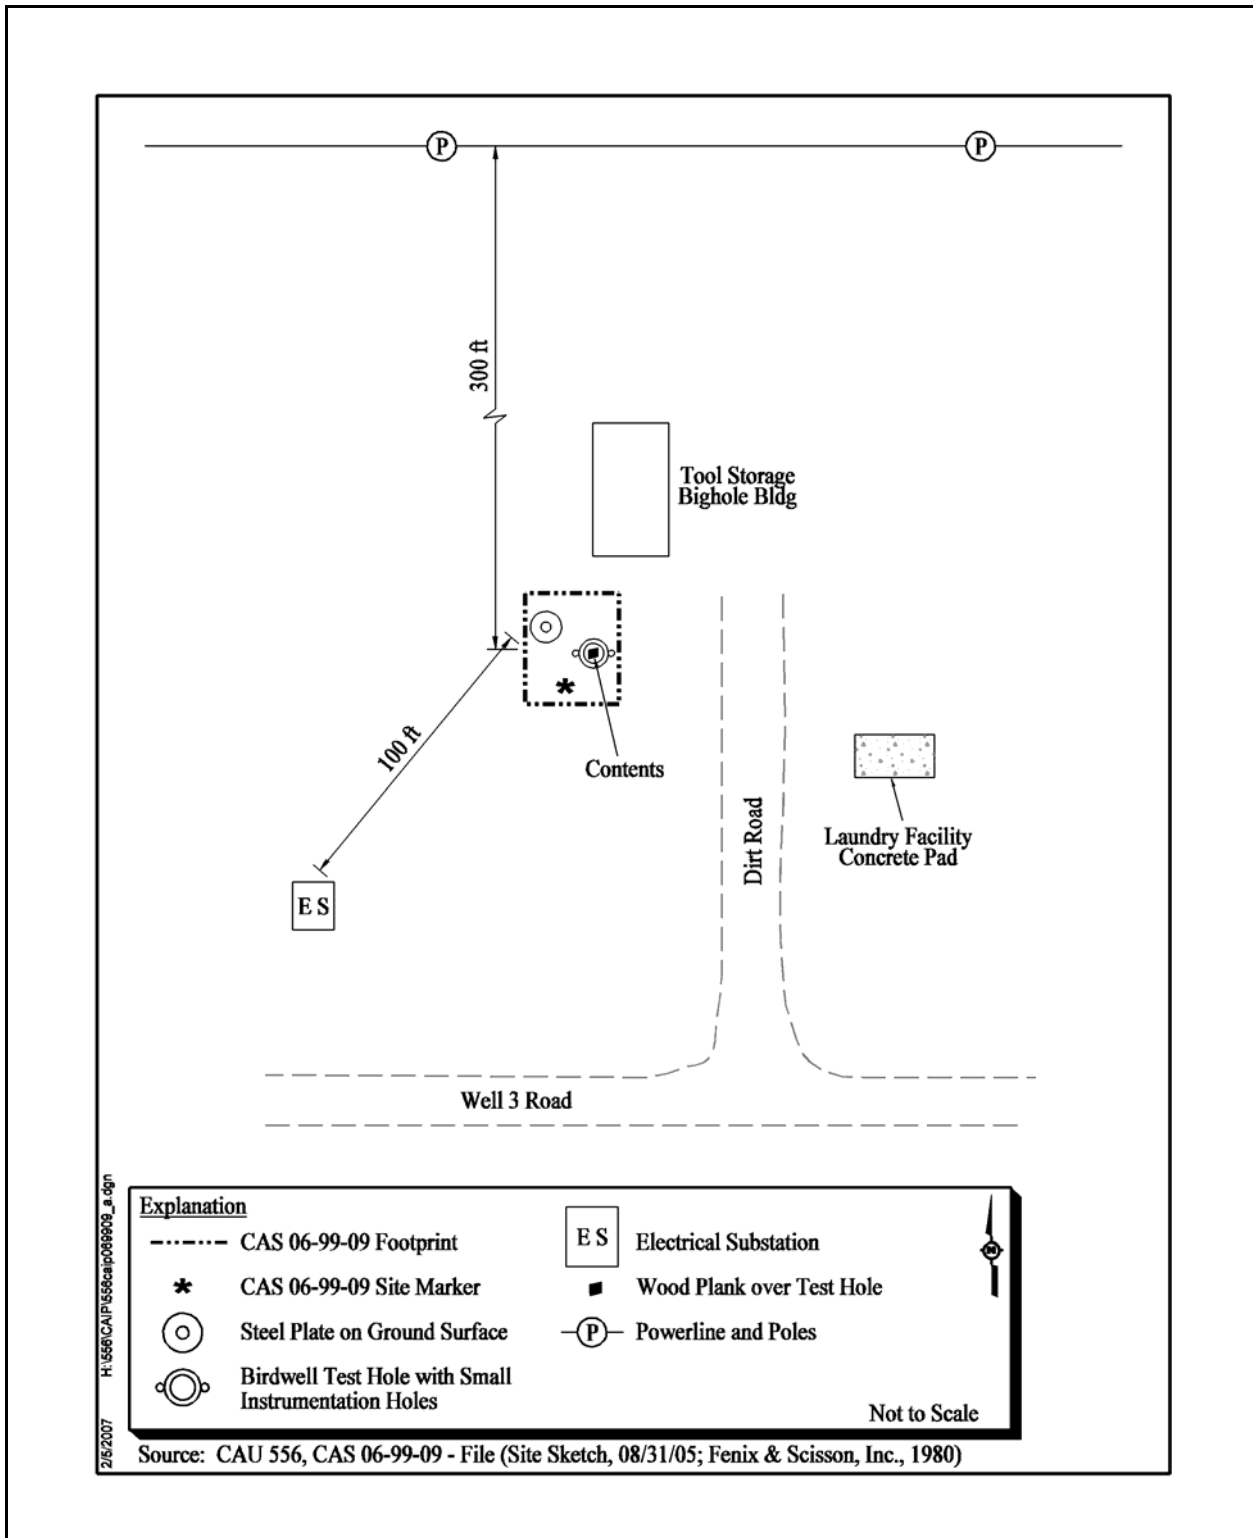 P
P
300 ft
Tool Storage
Bighole Bldg
*
100 ft
Contents
Dirt Road
Laundry Facility
Concrete Pad
E S
Well 3 Road
Explanation
CAS 06-99-09 Footprint
* CAS 06-99-09 Site Marker
Steel Plate on Ground Surface
Birdwell Test Hole with Small
Instrumentation Holes
E S Electrical Substation
Wood Plank over Test Hole
P Powerline and Poles
N
Not to Scale
Source: CAU 556, CAS 06-99-09 - File (Site Sketch, 08/31/05; Fenix & Scisson, Inc., 1980)
2/5/2007 H:\556\CAIP\556caip069909_a.dgn